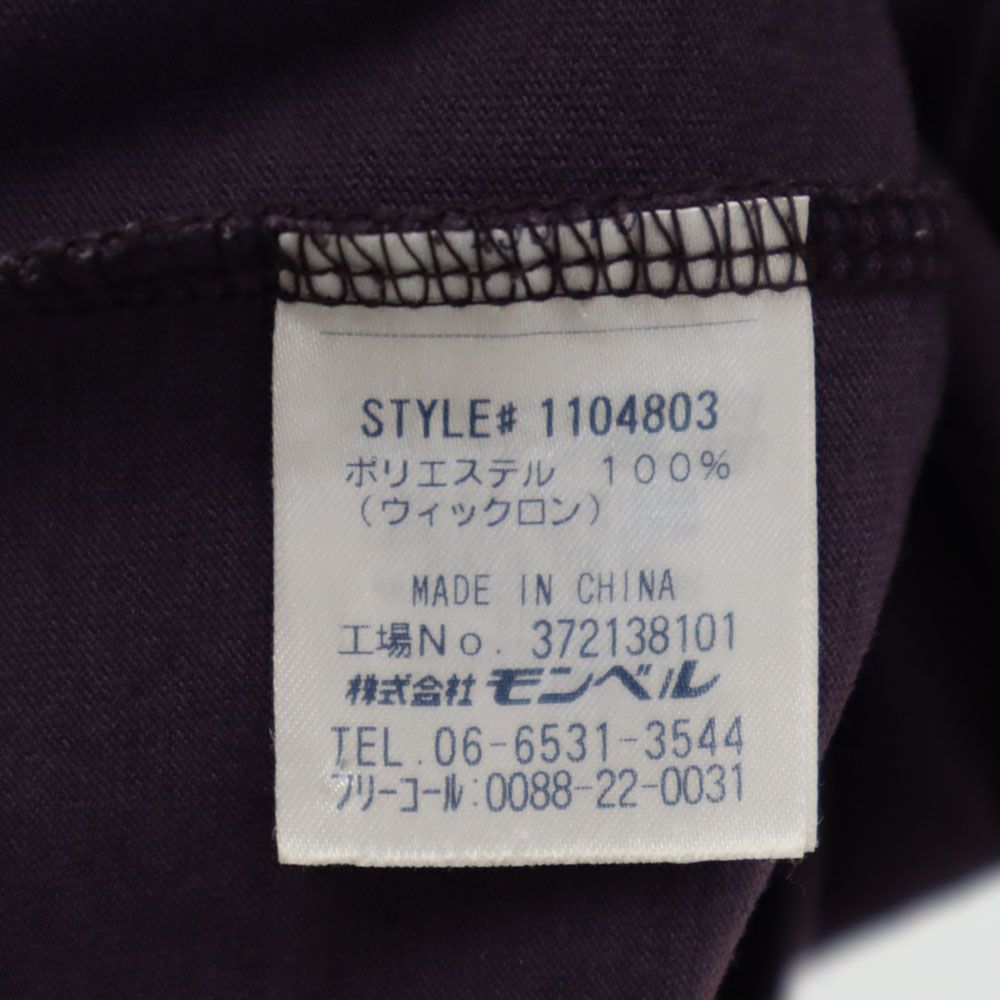 STYLE# 1104803
ポリエステル 100%
(ウィックロン)
MADE IN CHINA
工場No. 372138101
株式会社 モンベル
TEL. 06-6531-3544
フリーコール:0088-22-0031